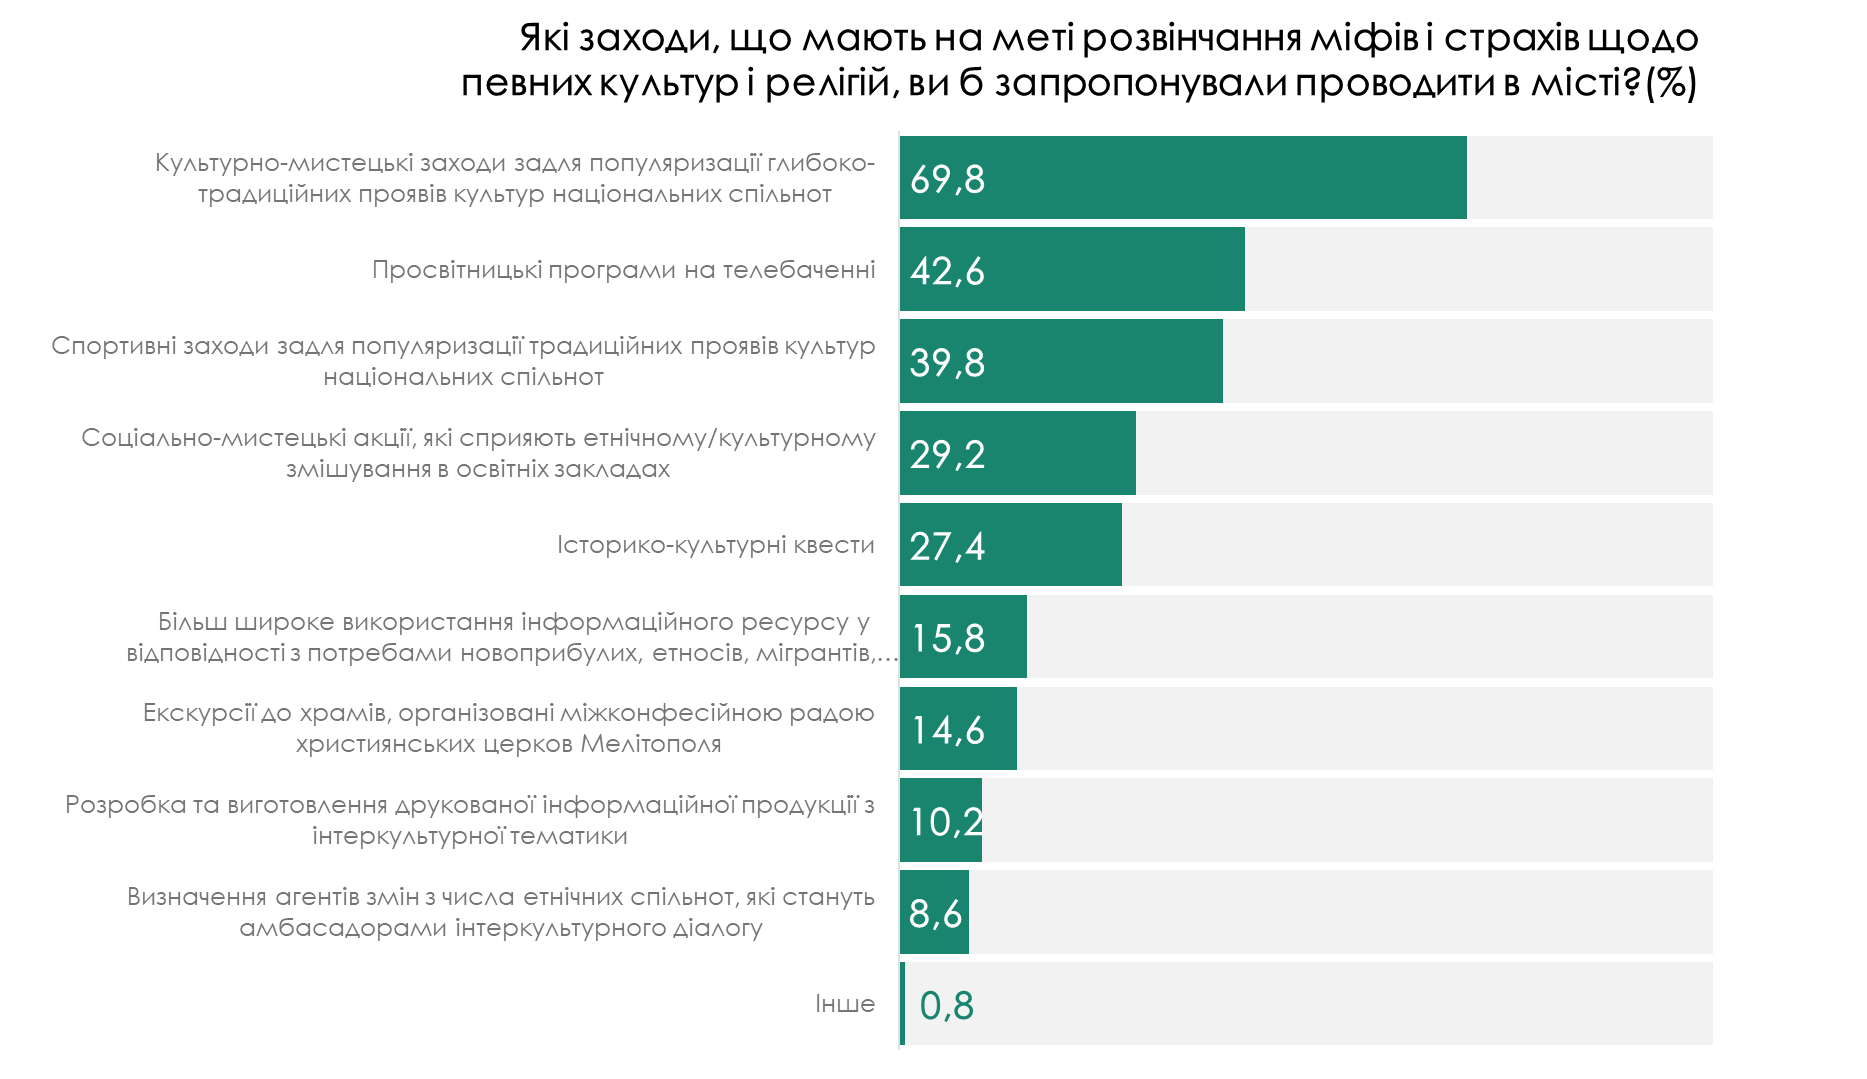 Які заходи, що мають на меті розвінчання міфів і страхів щодо
певних культур і релігій, ви б запропонували проводити в місті?(%)
Культурно-мистецькі заходи задля популяризації глибоко-
традиційних проявів культур національних спільнот
69,8
Просвітницькі програми на телебаченні
42,6
Спортивні заходи задля популяризації традиційних проявів культур
національних спільнот
39,8
Соціально-мистецькі акції, які сприяють етнічному/культурному
змішування в освітніх закладах
29,2
Історико-культурні квести
27,4
Більш широке використання інформаційного ресурсу у
відповідності з потребами новоприбулих, етносів, мігрантів,…
15,8
Екскурсії до храмів, організовані міжконфесійною радою
християнських церков Мелітополя
14,6
Розробка та виготовлення друкованої інформаційної продукції з
інтеркультурної тематики
10,2
Визначення агентів змін з числа етнічних спільнот, які стануть
амбасадорами інтеркультурного діалогу
8,6
Інше
0,8